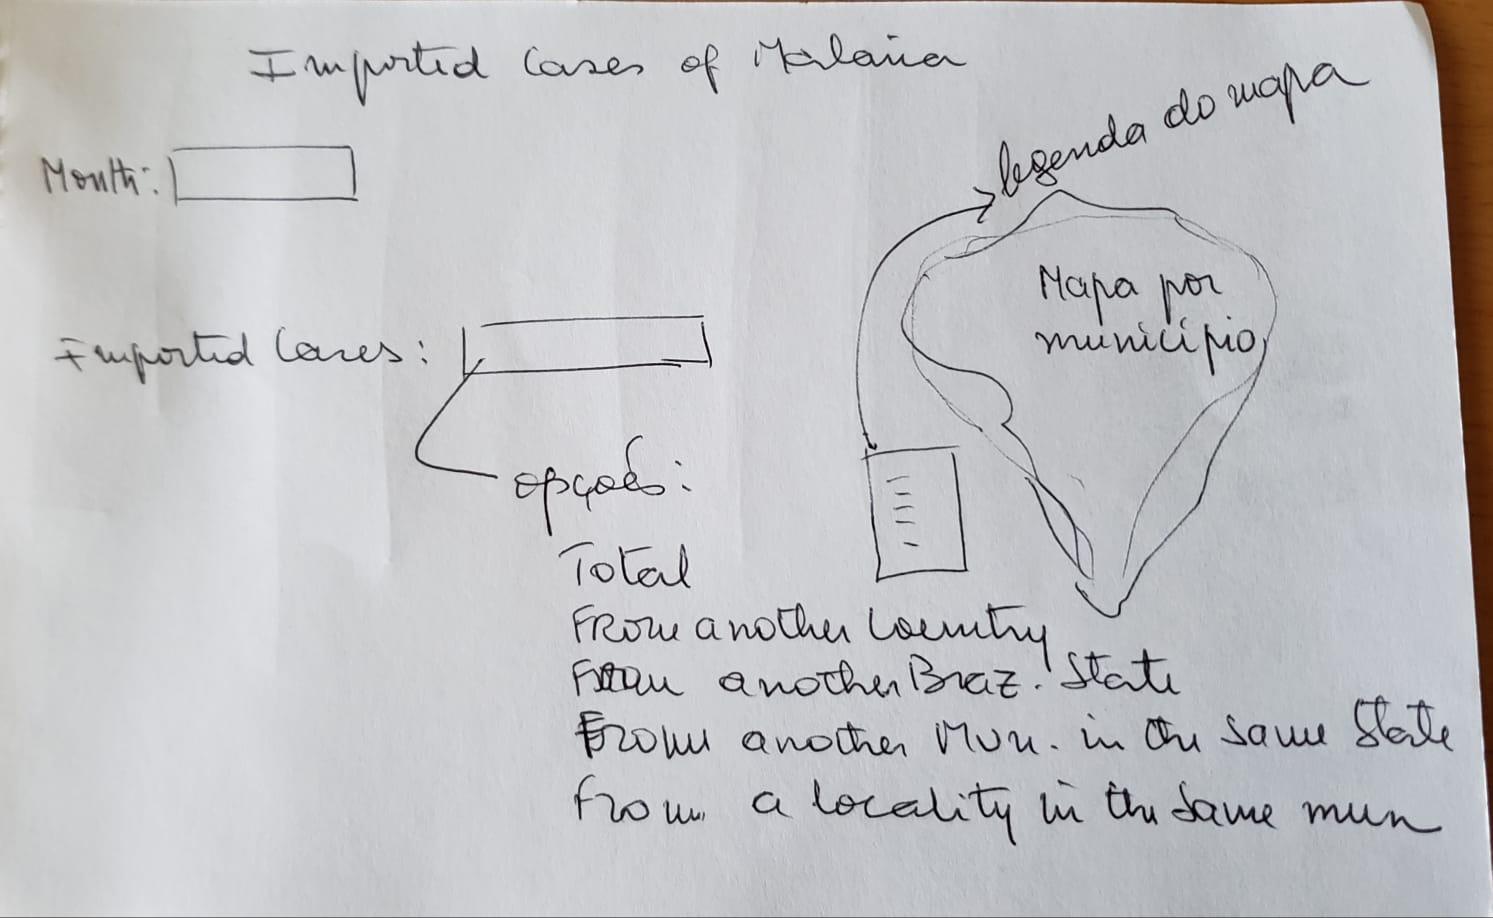 Imported Cases of Malaria
legenda do mapa
Month:
Mapa por
município
Imported Cases:
opções:
Total
From another Country
From another Braz. State
From another Mun. in the same State
From a locality in the same mun